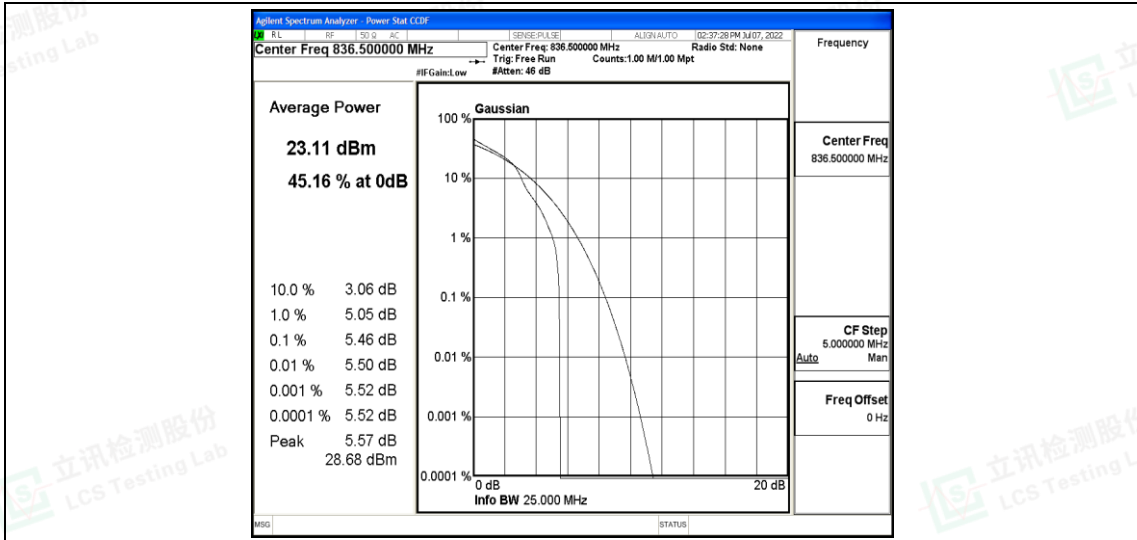 Agilent Spectrum Analyzer - Power Stat CCDF
LXI RL RF 50 Ω AC SENSE:PULSE ALIGN AUTO 02:37:28 PM Jul 07, 2022
Center Freq 836.500000 MHz
Center Freq: 836.500000 MHz
Radio Std: None
Trig: Free Run
Counts:1.00 M/1.00 Mpt
#IFGain:Low
#Atten: 46 dB
Frequency
Average Power
23.11 dBm
45.16 % at 0dB
10.0 % 3.06 dB
1.0 % 5.05 dB
0.1 % 5.46 dB
0.01 % 5.50 dB
0.001 % 5.52 dB
0.0001 % 5.52 dB
Peak 5.57 dB
28.68 dBm
Gaussian
100 %
10 %
1 %
0.1 %
0.01 %
0.001 %
0.0001 %
0 dB
20 dB
Info BW 25.000 MHz
Center Freq
836.500000 MHz
CF Step
5.000000 MHz
Auto Man
Freq Offset
0 Hz
MSG
STATUS
立讯检测股份
LCS Testing Lab
立讯检测股份
LCS Testing L